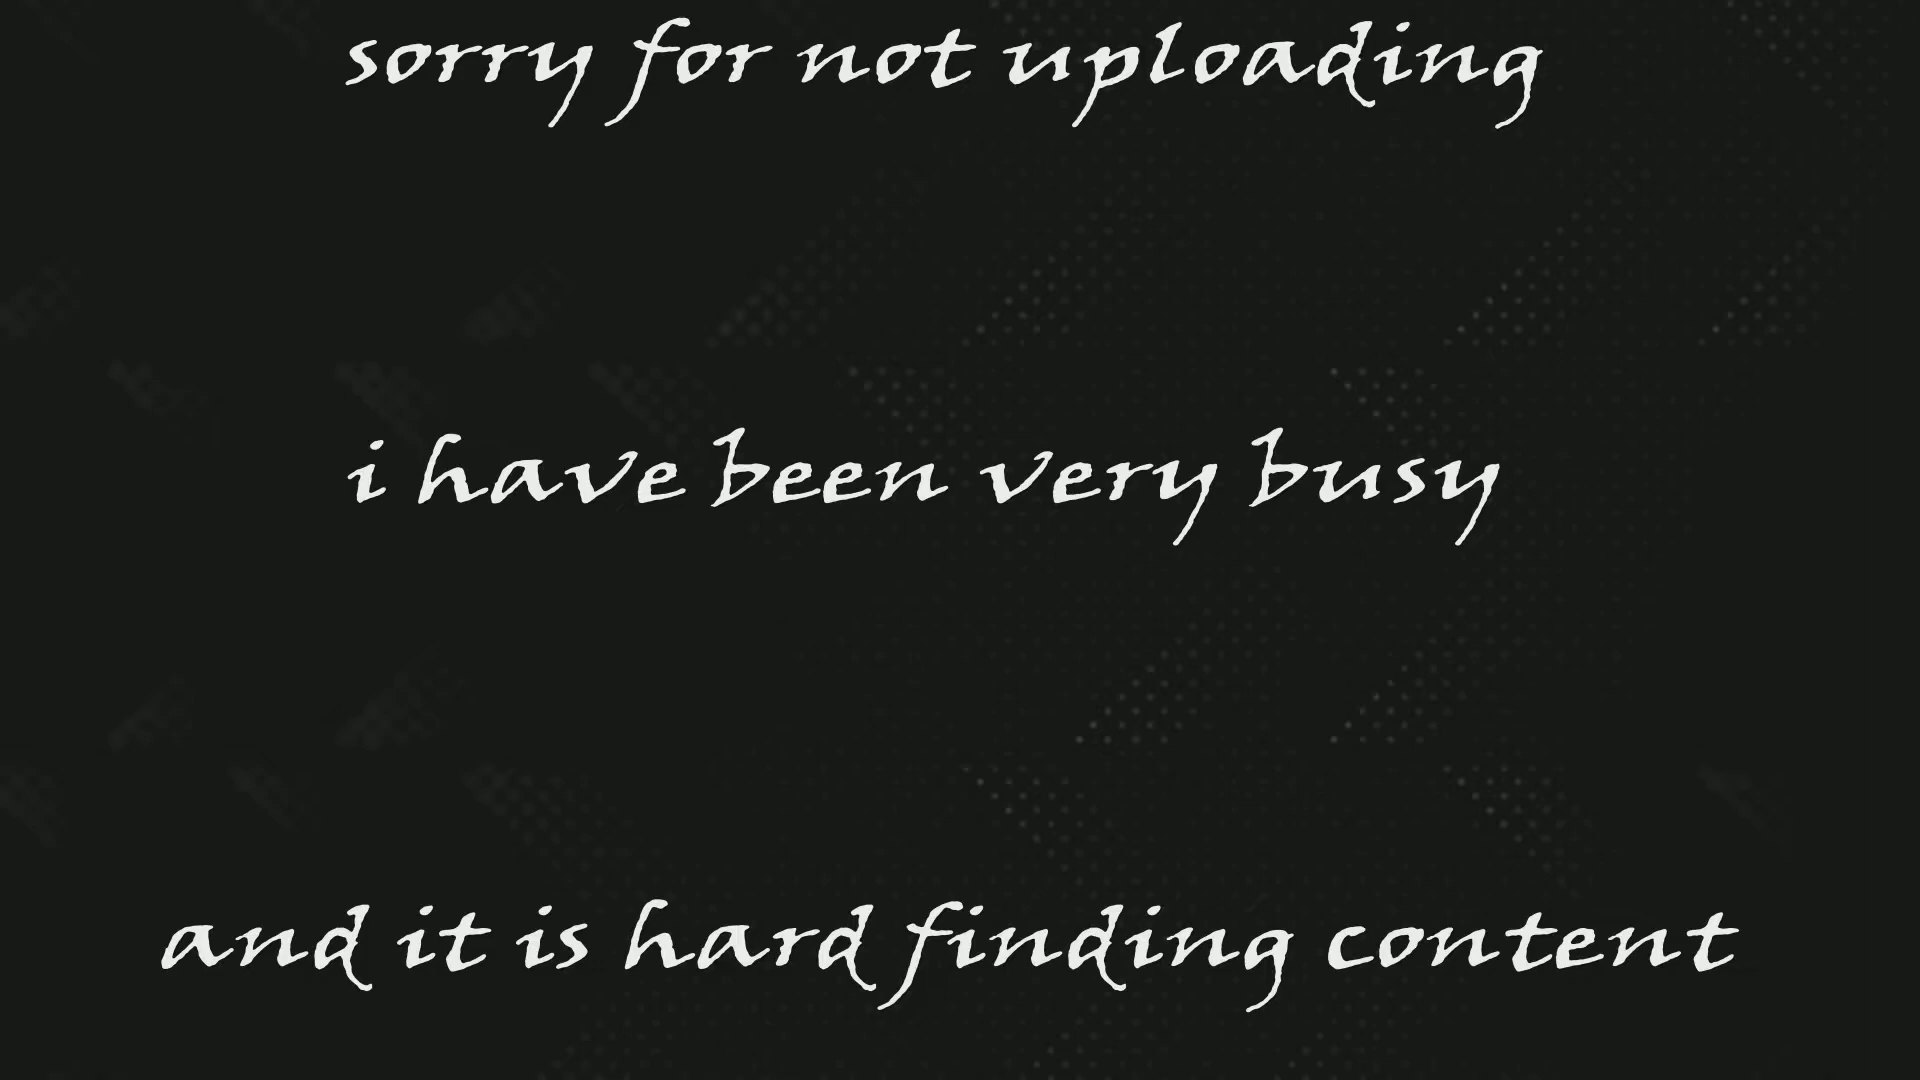 sorry for not uploading
i have been very busy
and it is hard finding content